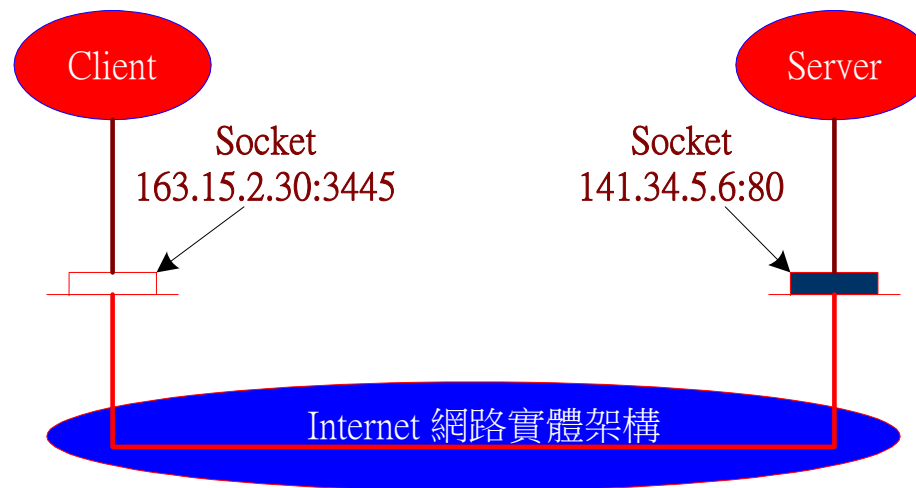 Client
Server
Socket
163.15.2.30:3445
Socket
141.34.5.6:80
Internet 網路實體架構